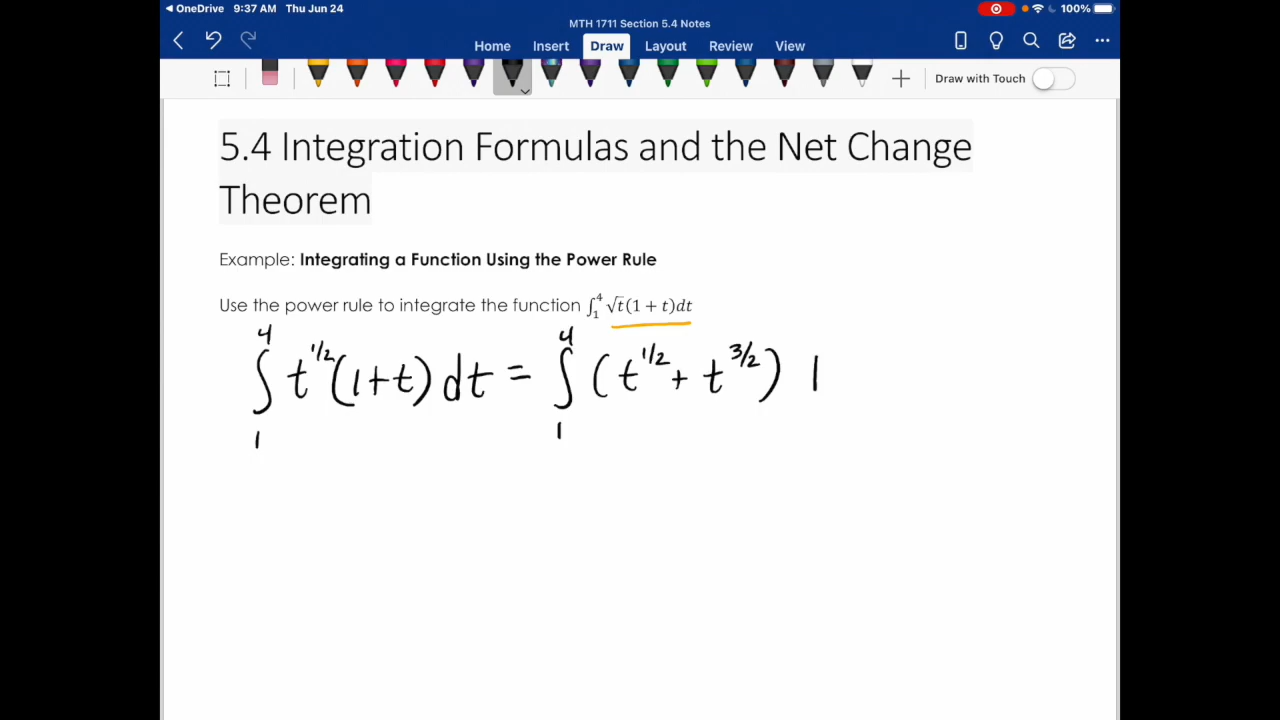 OneDrive 9:37 AM Thu Jun 24 100%
MTH 1711 Section 5.4 Notes
Home Insert Draw Layout Review View
Draw with Touch
5.4 Integration Formulas and the Net Change
Theorem
Example: Integrating a Function Using the Power Rule
Use the power rule to integrate the function ∫₁⁴ √t(1 + t)dt
∫₁⁴ t^{1/2}(1+t) dt = ∫₁⁴ (t^{1/2} + t^{3/2}) |